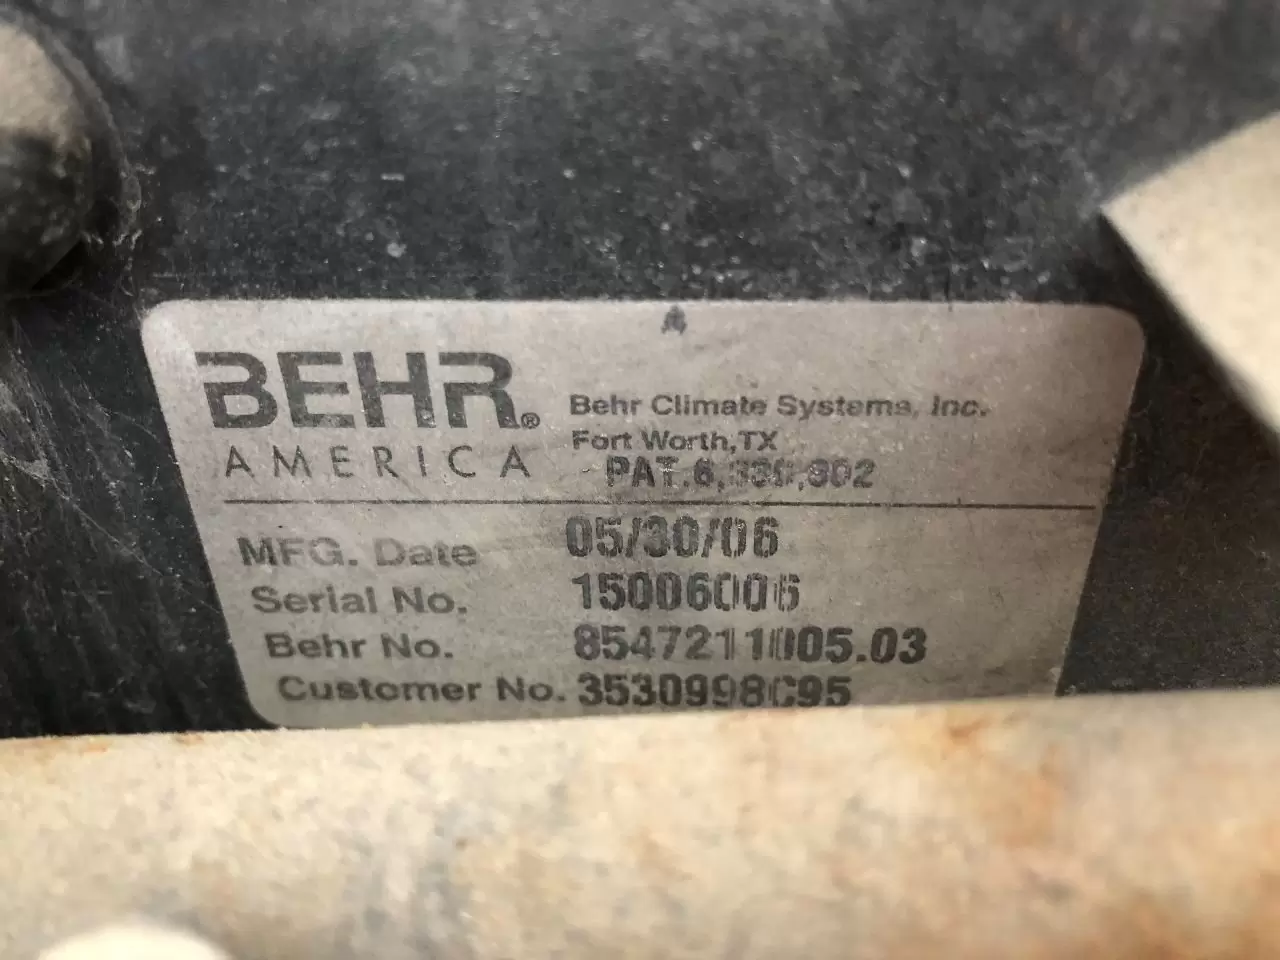 A
BEHR®
AMERICA
Behr Climate Systems, Inc.
Fort Worth, TX
PAT.
MFG. Date 05/30/06
Serial No. 15006006
Behr No. 8547211005.03
Customer No. 3530998C95